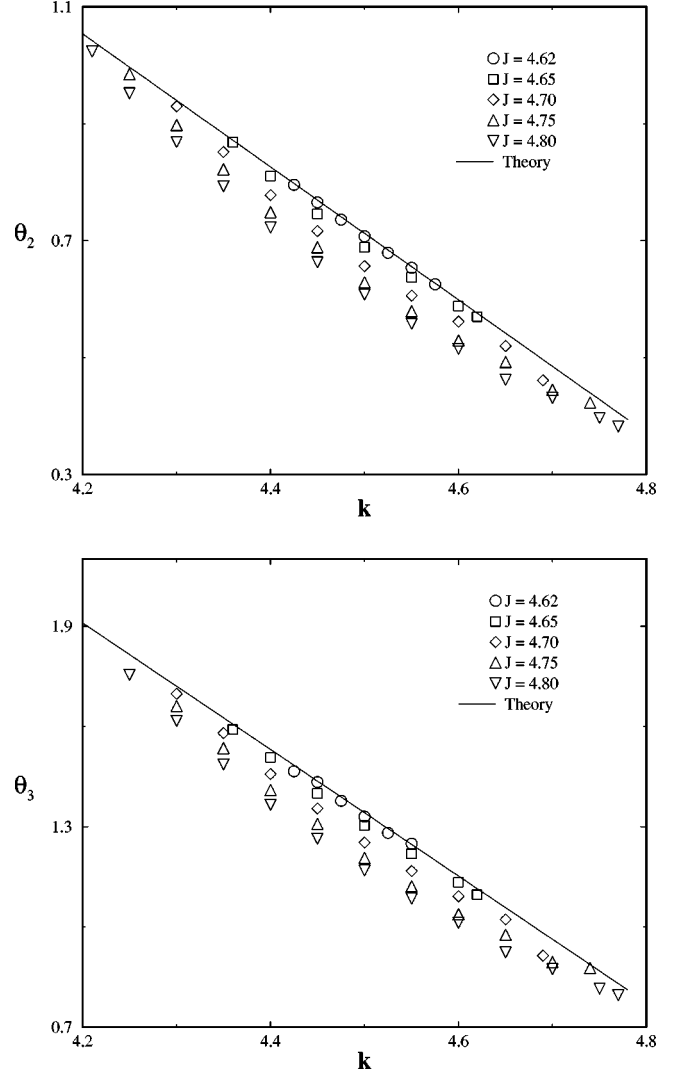 1.1
J = 4.62
J = 4.65
J = 4.70
J = 4.75
J = 4.80
Theory
0.7
θ2
0.3
4.2 4.4 4.6 4.8
k
J = 4.62
J = 4.65
J = 4.70
J = 4.75
J = 4.80
Theory
1.9
θ3
1.3
0.7
4.2 4.4 4.6 4.8
k